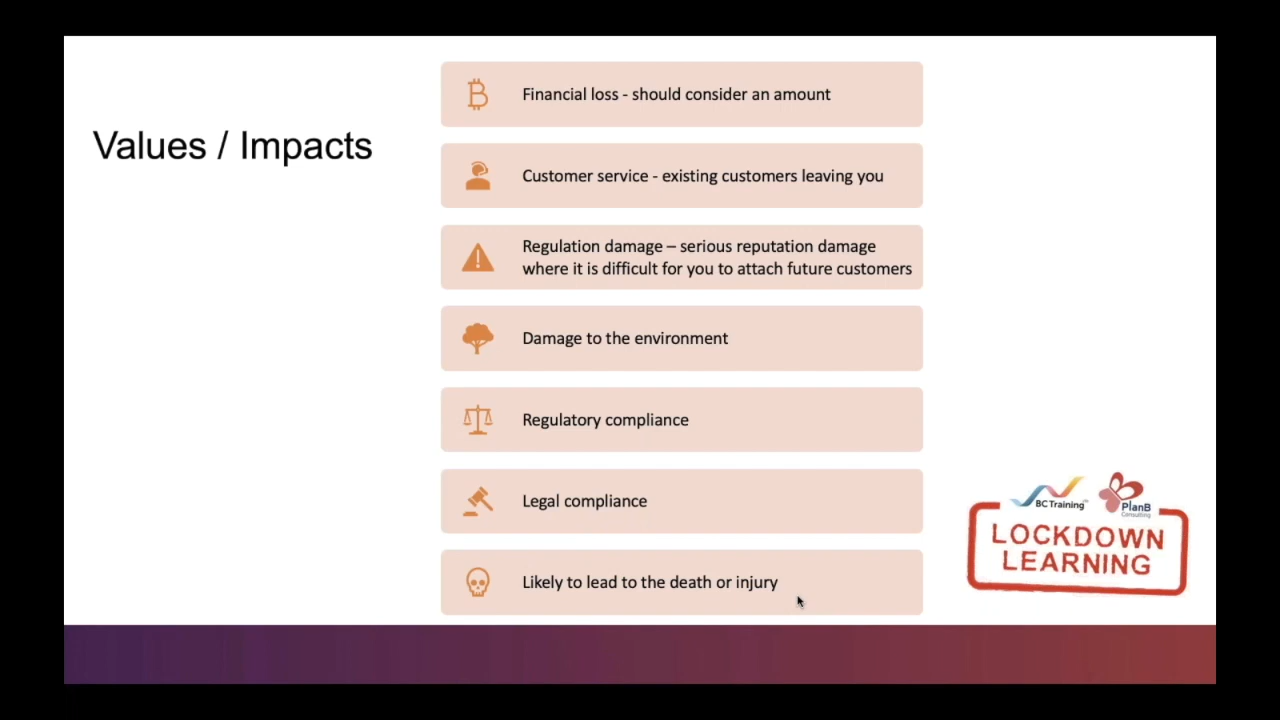 Values / Impacts
Financial loss - should consider an amount
Customer service - existing customers leaving you
Regulation damage – serious reputation damage
where it is difficult for you to attach future customers
Damage to the environment
Regulatory compliance
Legal compliance
Likely to lead to the death or injury
BC Training
PlanB
Consulting
LOCKDOWN
LEARNING